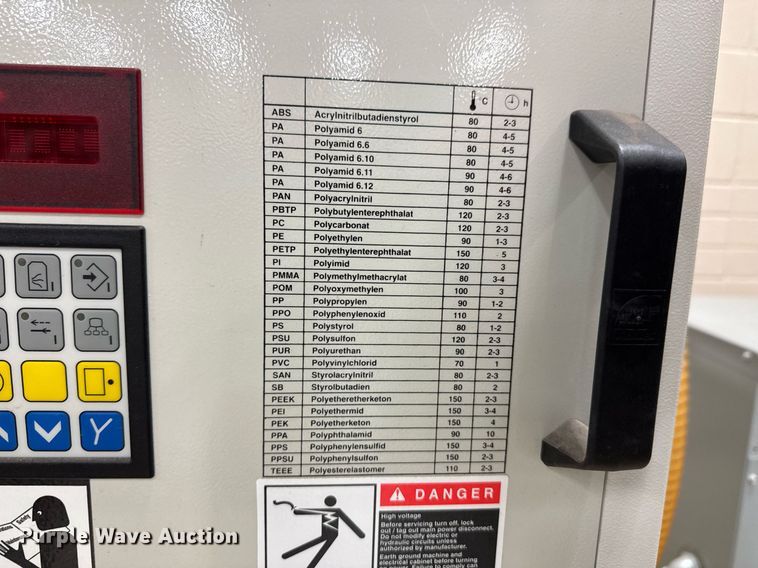 °C h
ABS Acrylnitrilbutadienstyrol 80 2-3
PA Polyamid 6 80 4-5
PA Polyamid 6.6 80 4-5
PA Polyamid 6.10 80 4-5
PA Polyamid 6.11 90 4-6
PA Polyamid 6.12 90 4-6
PAN Polyacrylnitril 80 2-3
PBTP Polybutylenterephthalat 120 2-3
PC Polycarbonat 120 2-3
PE Polyethylen 90 1-3
PETP Polyethylenterephthalat 150 5
PI Polyimid 120 3
PMMA Polymethylmethacrylat 80 3-4
POM Polyoxymethylen 100 3
PP Polypropylen 90 1-2
PPO Polyphenylenoxid 110 2
PS Polystyrol 80 1-2
PSU Polysulfon 120 2-3
PUR Polyurethan 90 2-3
PVC Polyvinylchlorid 70 1
SAN Styrolacrylnitril 80 2-3
SB Styrolbutadien 80 2
PEEK Polyetheretherketon 150 2-3
PEI Polyethermid 150 3-4
PEK Polyetherketon 150 4
PPA Polyphthalamid 90 10
PPS Polyphenylensulfid 150 3-4
PPSU Polyphenylsulfon 150 2-3
TEEE Polyesterelastomer 110 2-3
DANGER
High voltage
Before servicing turn off, lock
out / tag out main power disconnect.
Do not modify electric or
hydraulic circuits unless
authorized by manufacturer.
Earth ground machine and
electrical cabinet before turning
on power. Failure to comply can
Purple Wave Auction